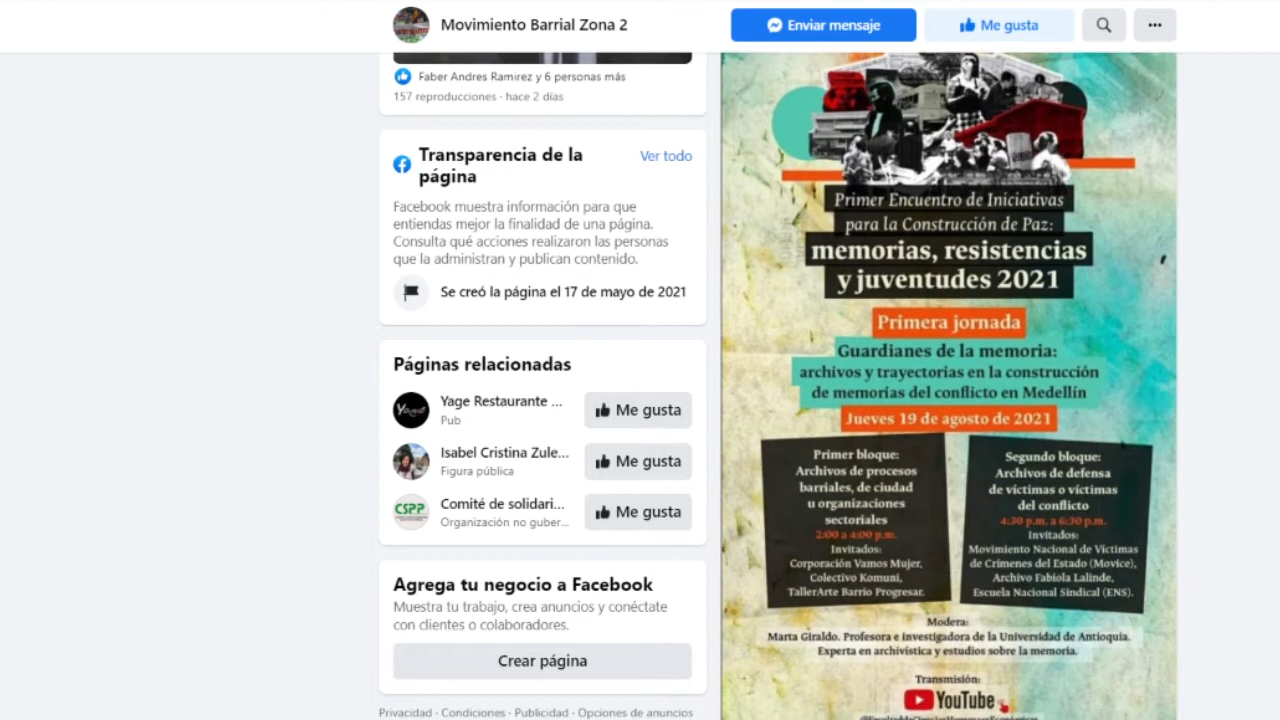 Movimiento Barrial Zona 2
Enviar mensaje
Me gusta
Faber Andres Ramirez y 6 personas más
157 reproducciones · hace 2 días
Transparencia de la
página
Ver todo
Facebook muestra información para que
entiendas mejor la finalidad de una página.
Consulta qué acciones realizaron las personas
que la administran y publican contenido.
Se creó la página el 17 de mayo de 2021
Páginas relacionadas
Yage Restaurante ...
Pub
Me gusta
Isabel Cristina Zule...
Figura pública
Me gusta
CSPP
Comité de solidari...
Organización no guber...
Me gusta
Agrega tu negocio a Facebook
Muestra tu trabajo, crea anuncios y conéctate
con clientes o colaboradores.
Crear página
Privacidad · Condiciones · Publicidad · Opciones de anuncios
Primer Encuentro de Iniciativas
para la Construcción de Paz:
memorias, resistencias
y juventudes 2021
Primera jornada
Guardianes de la memoria:
archivos y trayectorias en la construcción
de memorias del conflicto en Medellín
Jueves 19 de agosto de 2021
Primer bloque:
Archivos de procesos
barriales, de ciudad
u organizaciones
sectoriales
2:00 a 4:00 p.m.
Invitados:
Corporación Vamos Mujer,
Colectivo Komuni,
TallerArte Barrio Progresar.
Segundo bloque:
Archivos de defensa
de víctimas o víctimas
del conflicto
4:30 p.m. a 6:30 p.m.
Invitados:
Movimiento Nacional de Víctimas
de Crímenes del Estado (Movice),
Archivo Fabiola Lalinde,
Escuela Nacional Sindical (ENS).
Modera:
Marta Giraldo. Profesora e investigadora de la Universidad de Antioquia.
Experta en archivística y estudios sobre la memoria.
Transmisión:
YouTube